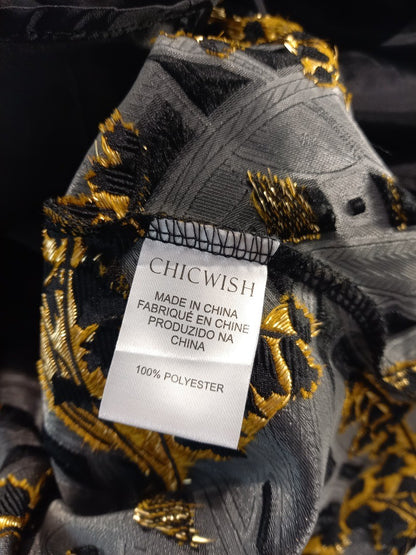 CHICWISH
MADE IN CHINA
FABRIQUÉ EN CHINE
PRODUZIDO NA
CHINA
100% POLYESTER